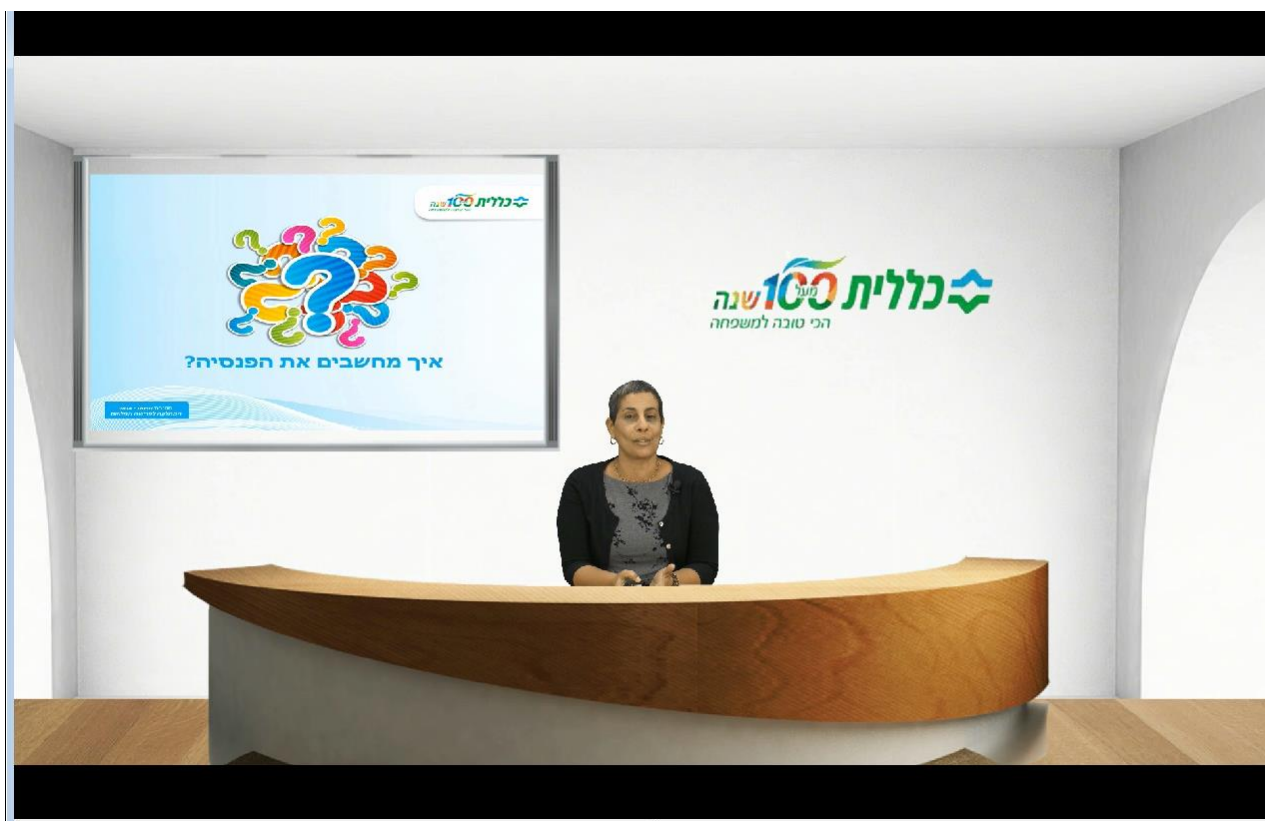 כללית 100 שנה
איך מחשבים את הפנסיה?
כללית מעל 100 שנה
הכי טובה למשפחה